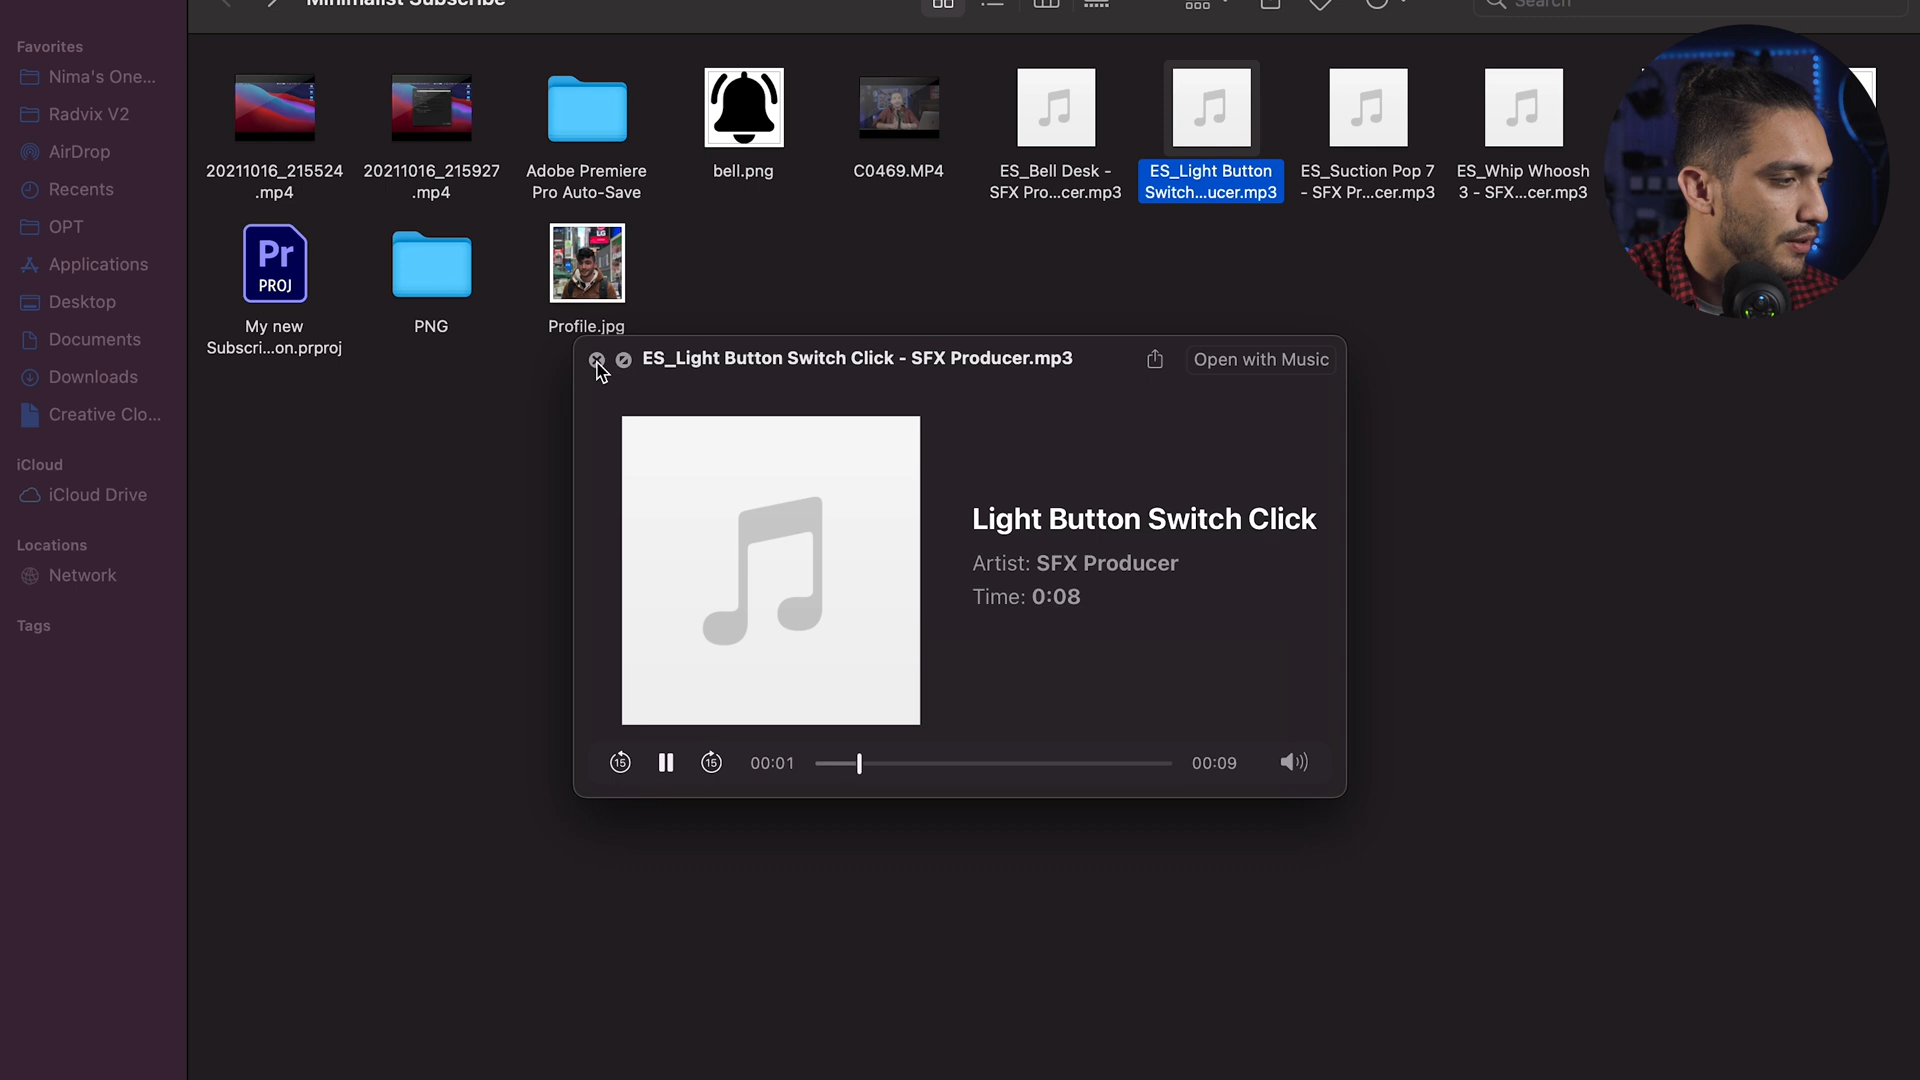 Minimalist Subscribe
Search
Favorites
Nima's One...
Radvix V2
AirDrop
Recents
OPT
Applications
Desktop
Documents
Downloads
Creative Clo...
iCloud
iCloud Drive
Locations
Network
Tags
20211016_215524
.mp4
20211016_215927
.mp4
Adobe Premiere
Pro Auto-Save
bell.png
C0469.MP4
ES_Bell Desk -
SFX Pro...cer.mp3
ES_Light Button
Switch...ucer.mp3
ES_Suction Pop 7
- SFX Pr...cer.mp3
ES_Whip Whoosh
3 - SFX...cer.mp3
Pr
PROJ
My new
Subscri...on.prproj
PNG
Profile.jpg
ES_Light Button Switch Click - SFX Producer.mp3
Open with Music
Light Button Switch Click
Artist: SFX Producer
Time: 0:08
15
15
00:01
00:09